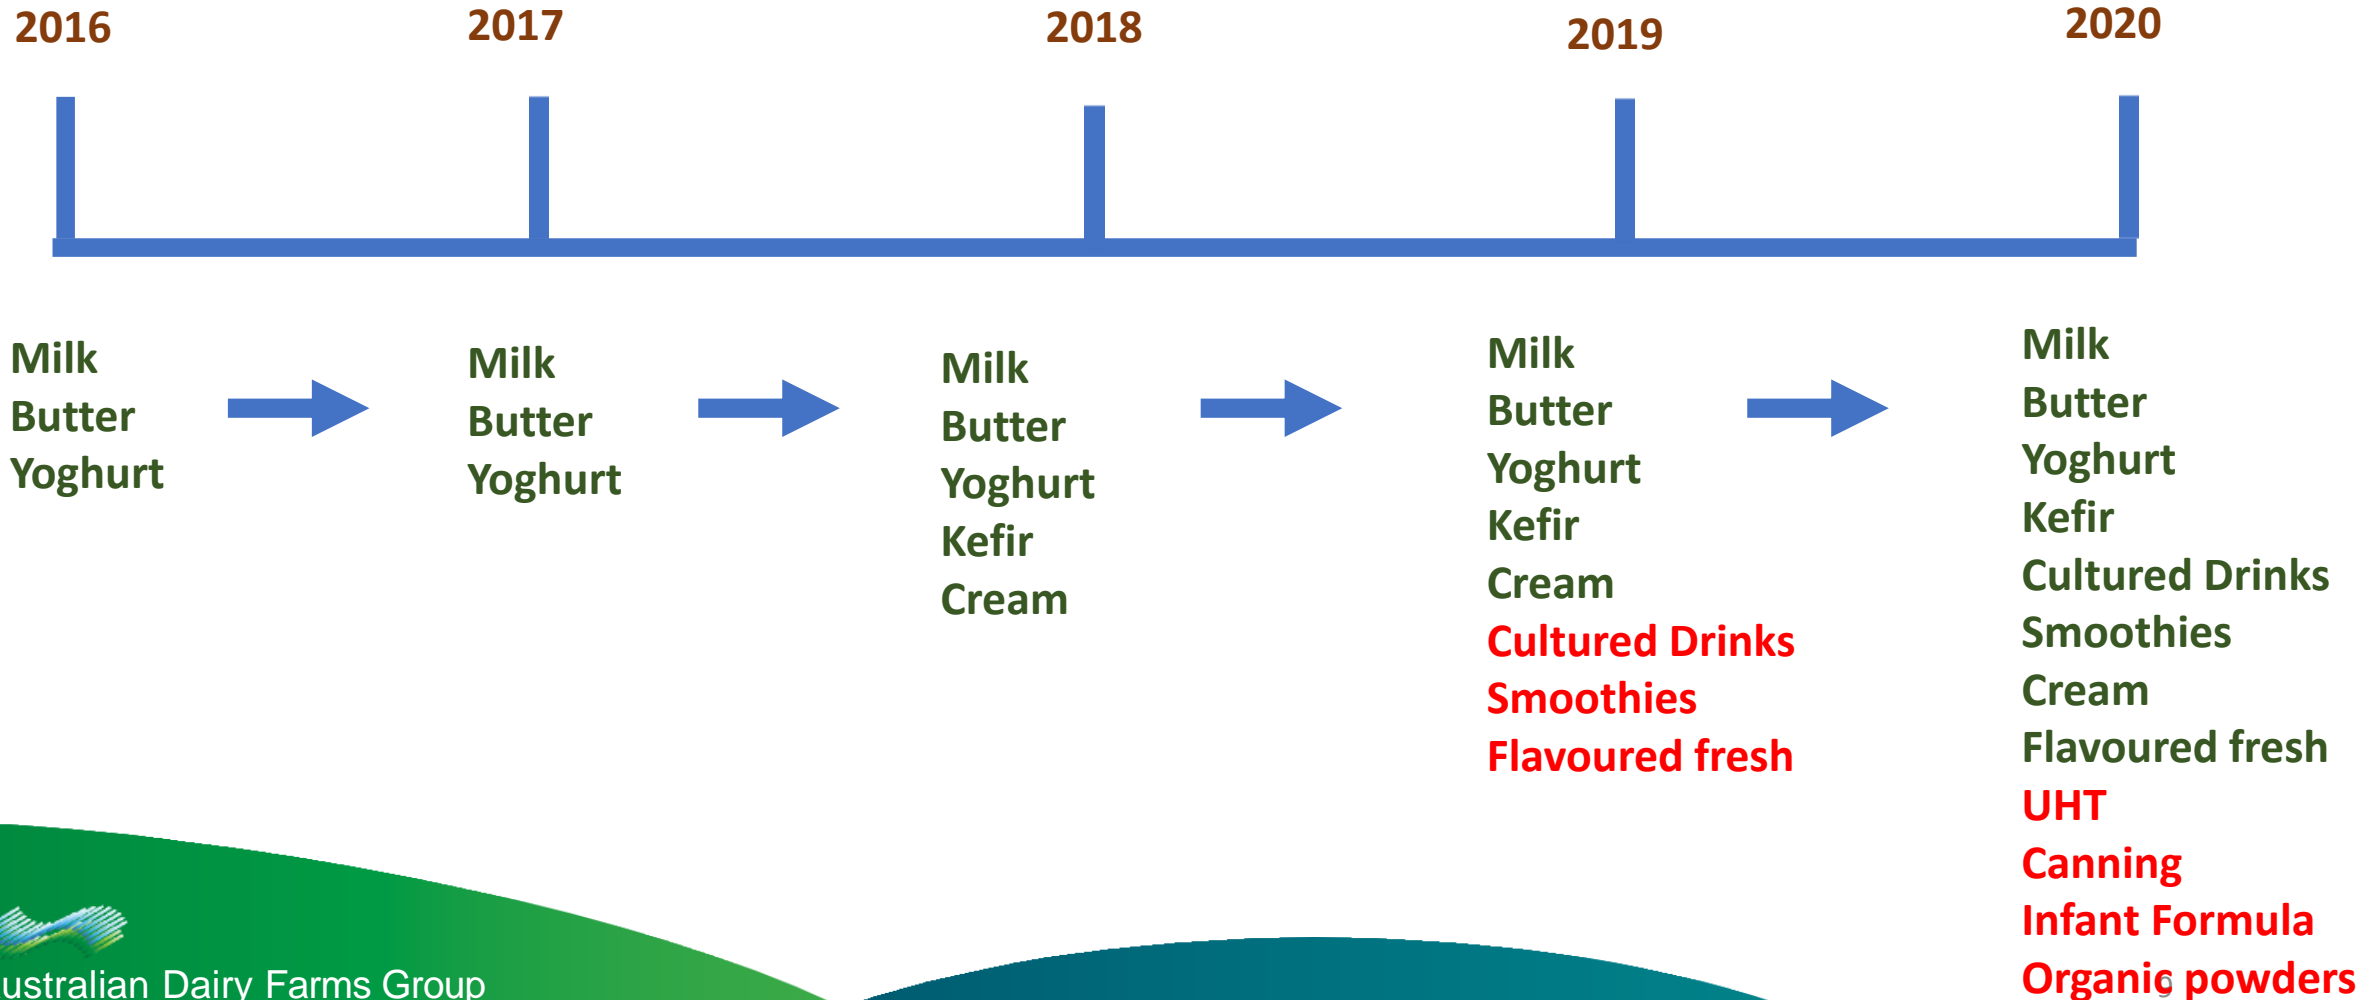 2016
2017
2018
2019
2020
Milk
Butter
Yoghurt
Milk
Butter
Yoghurt
Milk
Butter
Yoghurt
Kefir
Cream
Milk
Butter
Yoghurt
Kefir
Cream
Cultured Drinks
Smoothies
Flavoured fresh
Milk
Butter
Yoghurt
Kefir
Cultured Drinks
Smoothies
Cream
Flavoured fresh
UHT
Canning
Infant Formula
Organic powders
ustralian Dairy Farms Group